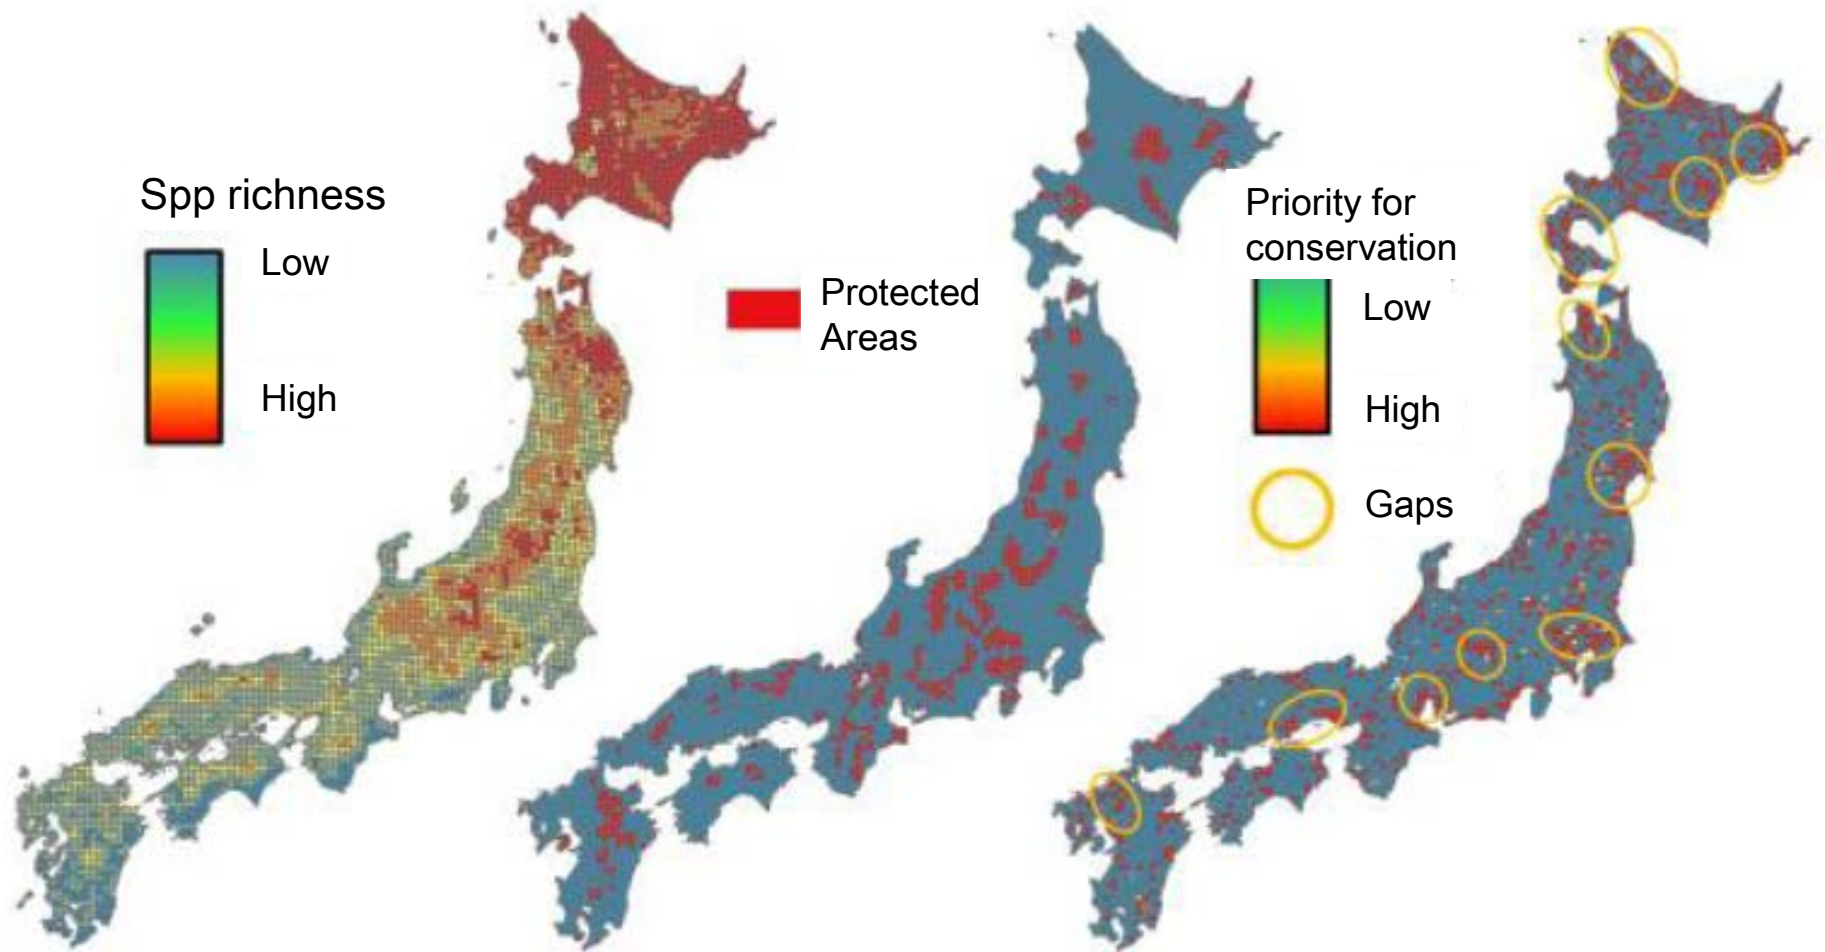 Spp richness
Low
High
Protected
Areas
Priority for
conservation
Low
High
Gaps